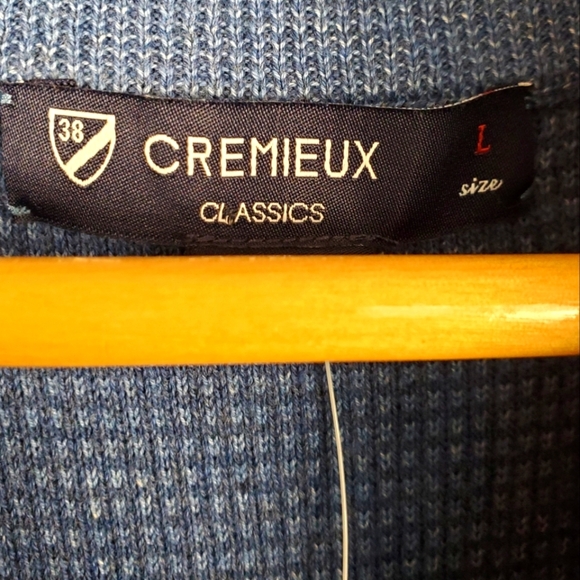 38
CREMIEUX
CLASSICS
L
size